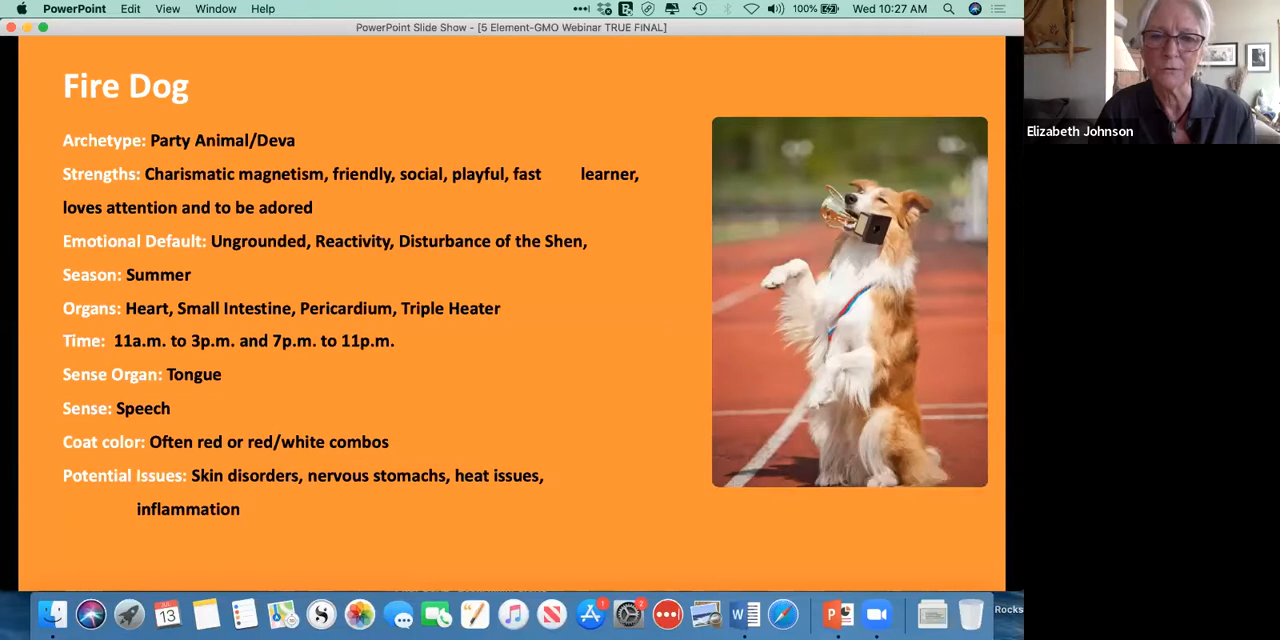 PowerPoint Edit View Window Help 100% Wed 10:27 AM
PowerPoint Slide Show - [5 Element-GMO Webinar TRUE FINAL]
Fire Dog
Archetype: Party Animal/Deva
Strengths: Charismatic magnetism, friendly, social, playful, fast learner,
loves attention and to be adored
Emotional Default: Ungrounded, Reactivity, Disturbance of the Shen,
Season: Summer
Organs: Heart, Small Intestine, Pericardium, Triple Heater
Time: 11a.m. to 3p.m. and 7p.m. to 11p.m.
Sense Organ: Tongue
Sense: Speech
Coat color: Often red or red/white combos
Potential Issues: Skin disorders, nervous stomachs, heat issues,
inflammation
Elizabeth Johnson
13
1
2
Rocks